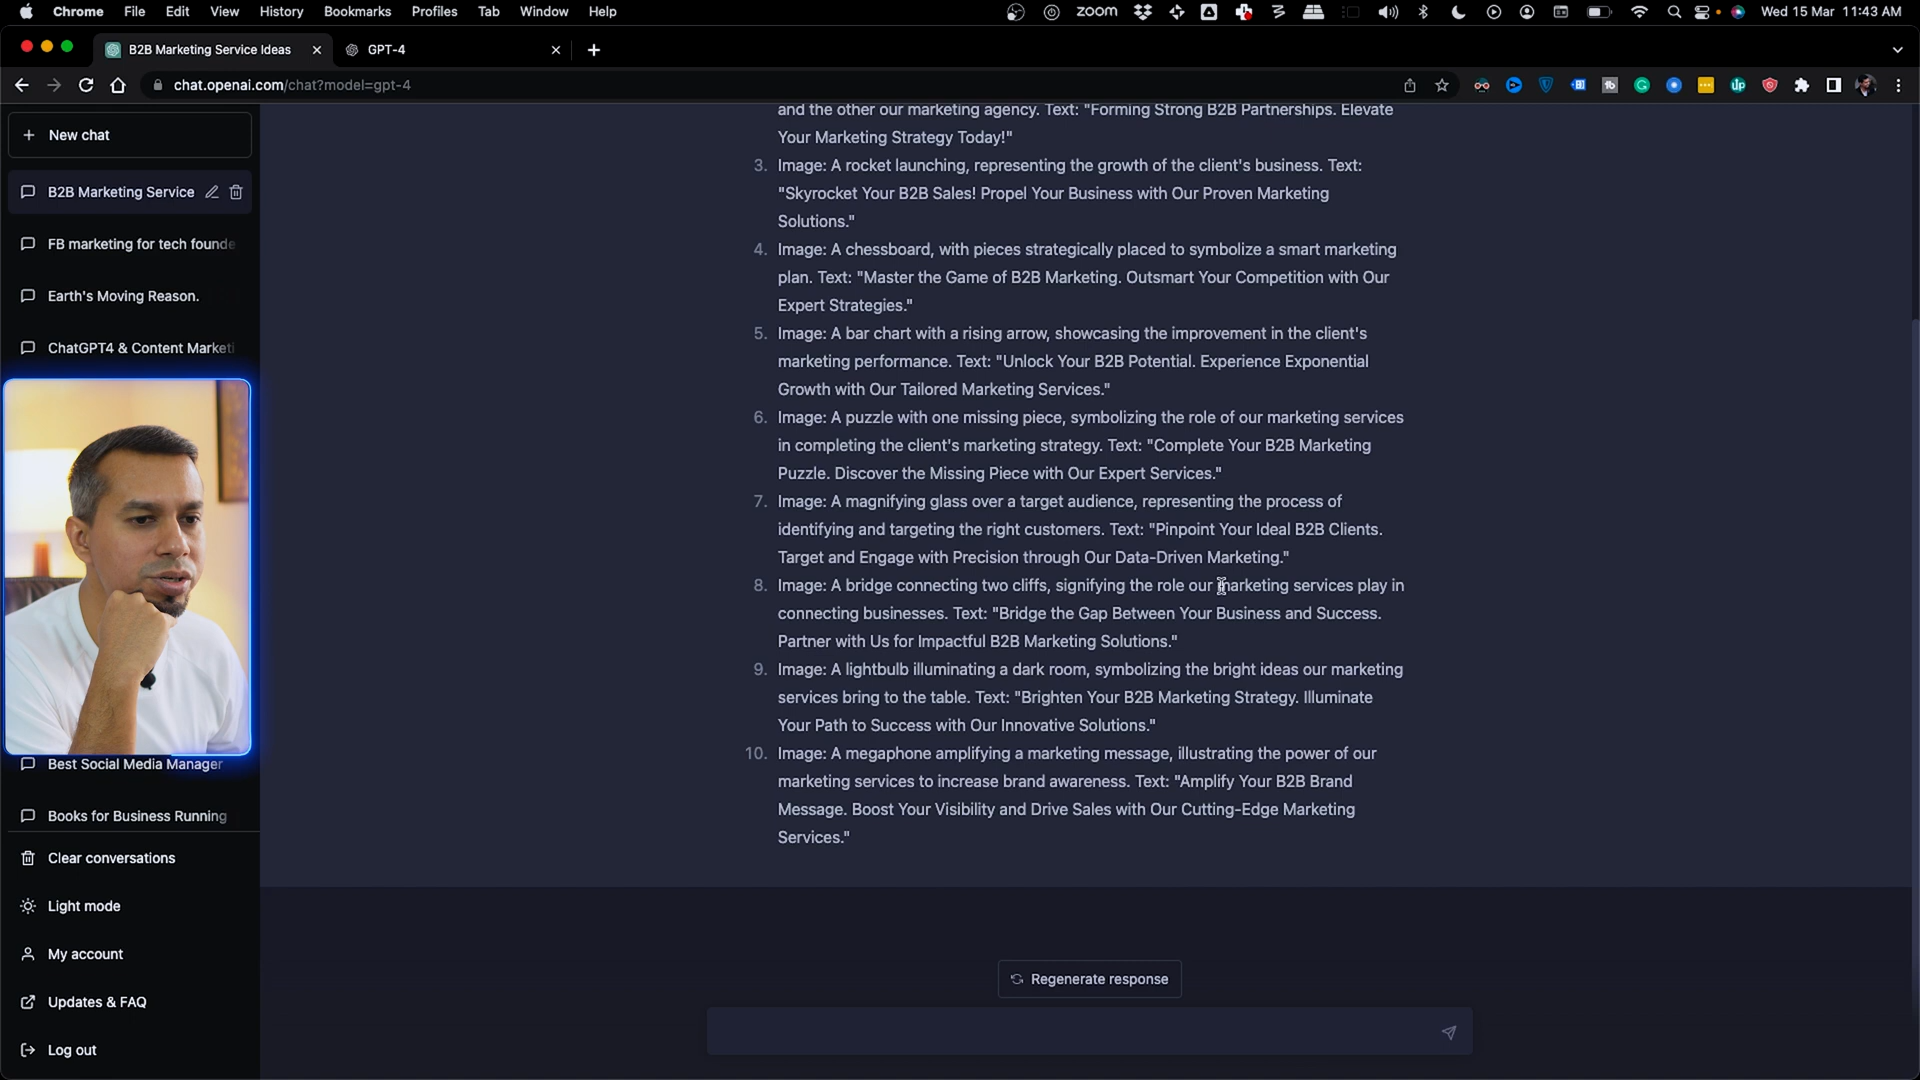 Chrome File Edit View History Bookmarks Profiles Tab Window Help zoom Wed 15 Mar 11:43 AM
B2B Marketing Service Ideas GPT-4
chat.openai.com/chat?model=gpt-4
New chat
B2B Marketing Service
FB marketing for tech founde
Earth's Moving Reason.
ChatGPT4 & Content Marketi
Best Social Media Manager
Books for Business Running
Clear conversations
Light mode
My account
Updates & FAQ
Log out
and the other our marketing agency. Text: "Forming Strong B2B Partnerships. Elevate
Your Marketing Strategy Today!"
3. Image: A rocket launching, representing the growth of the client's business. Text:
"Skyrocket Your B2B Sales! Propel Your Business with Our Proven Marketing
Solutions."
4. Image: A chessboard, with pieces strategically placed to symbolize a smart marketing
plan. Text: "Master the Game of B2B Marketing. Outsmart Your Competition with Our
Expert Strategies."
5. Image: A bar chart with a rising arrow, showcasing the improvement in the client's
marketing performance. Text: "Unlock Your B2B Potential. Experience Exponential
Growth with Our Tailored Marketing Services."
6. Image: A puzzle with one missing piece, symbolizing the role of our marketing services
in completing the client's marketing strategy. Text: "Complete Your B2B Marketing
Puzzle. Discover the Missing Piece with Our Expert Services."
7. Image: A magnifying glass over a target audience, representing the process of
identifying and targeting the right customers. Text: "Pinpoint Your Ideal B2B Clients.
Target and Engage with Precision through Our Data-Driven Marketing."
8. Image: A bridge connecting two cliffs, signifying the role our marketing services play in
connecting businesses. Text: "Bridge the Gap Between Your Business and Success.
Partner with Us for Impactful B2B Marketing Solutions."
9. Image: A lightbulb illuminating a dark room, symbolizing the bright ideas our marketing
services bring to the table. Text: "Brighten Your B2B Marketing Strategy. Illuminate
Your Path to Success with Our Innovative Solutions."
10. Image: A megaphone amplifying a marketing message, illustrating the power of our
marketing services to increase brand awareness. Text: "Amplify Your B2B Brand
Message. Boost Your Visibility and Drive Sales with Our Cutting-Edge Marketing
Services."
Regenerate response